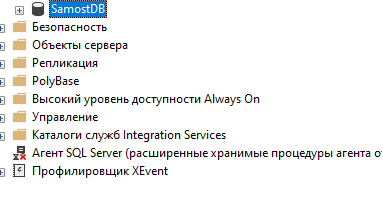 SamostDB
Безопасность
Объекты сервера
Репликация
PolyBase
Высокий уровень доступности Always On
Управление
Каталоги служб Integration Services
Агент SQL Server (расширенные хранимые процедуры агента о
Профилировщик XEvent